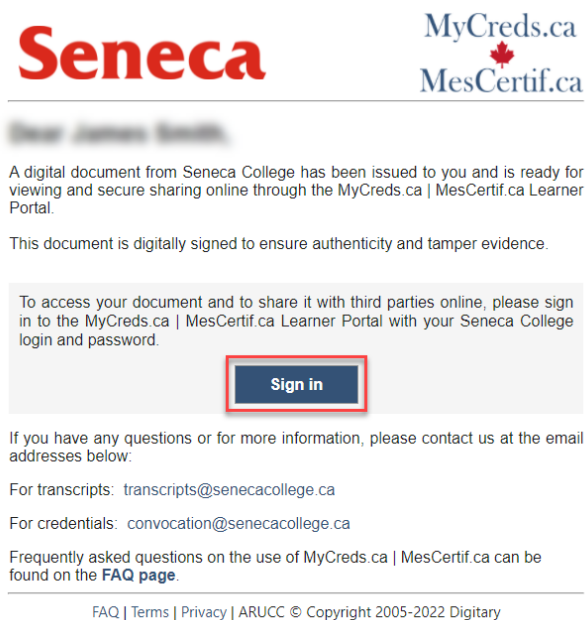 Seneca
MyCreds.ca
MesCertif.ca
Dear James Smith,
A digital document from Seneca College has been issued to you and is ready for
viewing and secure sharing online through the MyCreds.ca | MesCertif.ca Learner
Portal.
This document is digitally signed to ensure authenticity and tamper evidence.
To access your document and to share it with third parties online, please sign
in to the MyCreds.ca | MesCertif.ca Learner Portal with your Seneca College
login and password.
Sign in
If you have any questions or for more information, please contact us at the email
addresses below:
For transcripts: transcripts@senecacollege.ca
For credentials: convocation@senecacollege.ca
Frequently asked questions on the use of MyCreds.ca | MesCertif.ca can be
found on the FAQ page.
FAQ | Terms | Privacy | ARUCC © Copyright 2005-2022 Digitary